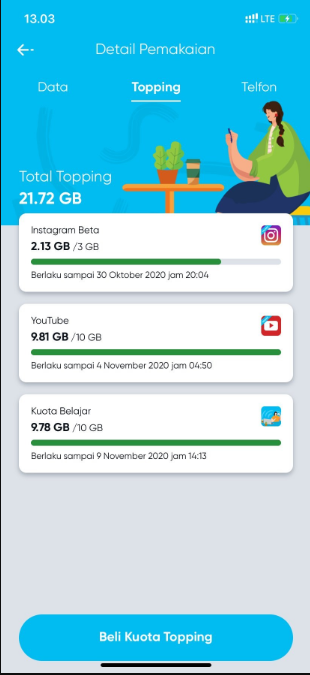 13.03
LTE
Detail Pemakaian
Data Topping Telfon
Total Topping
21.72 GB
Instagram Beta
2.13 GB /3 GB
Berlaku sampai 30 Oktober 2020 jam 20:04
YouTube
9.81 GB /10 GB
Berlaku sampai 4 November 2020 jam 04:50
Kuota Belajar
9.78 GB /10 GB
Berlaku sampai 9 November 2020 jam 14:13
Beli Kuota Topping